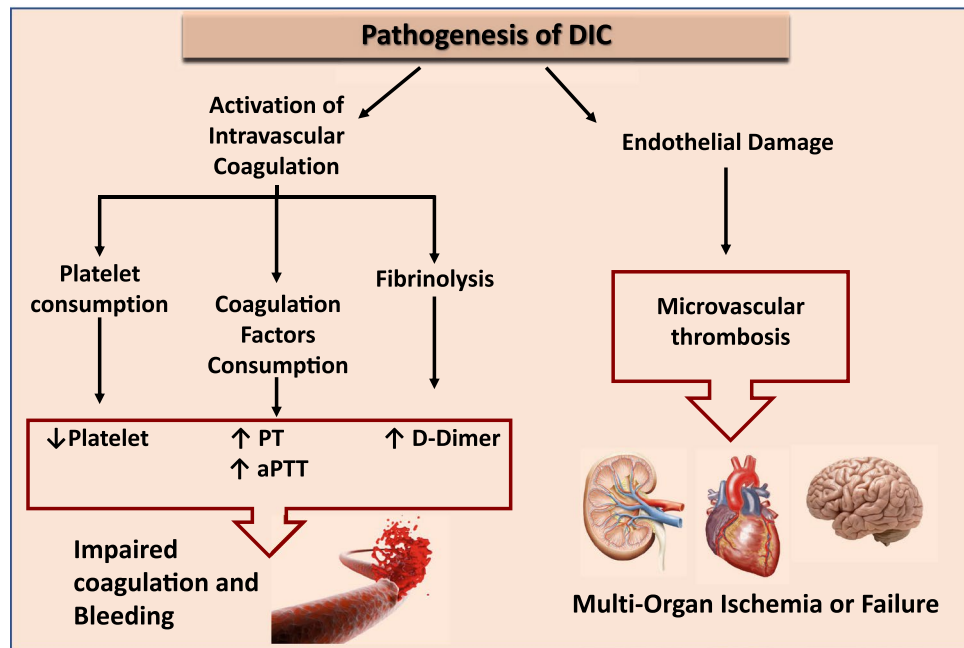 Pathogenesis of DIC
Activation of
Intravascular
Coagulation
Endothelial Damage
Platelet
consumption
Coagulation
Factors
Consumption
Fibrinolysis
Microvascular
thrombosis
↓Platelet
↑ PT
↑ aPTT
↑ D-Dimer
Impaired
coagulation and
Bleeding
Multi-Organ Ischemia or Failure